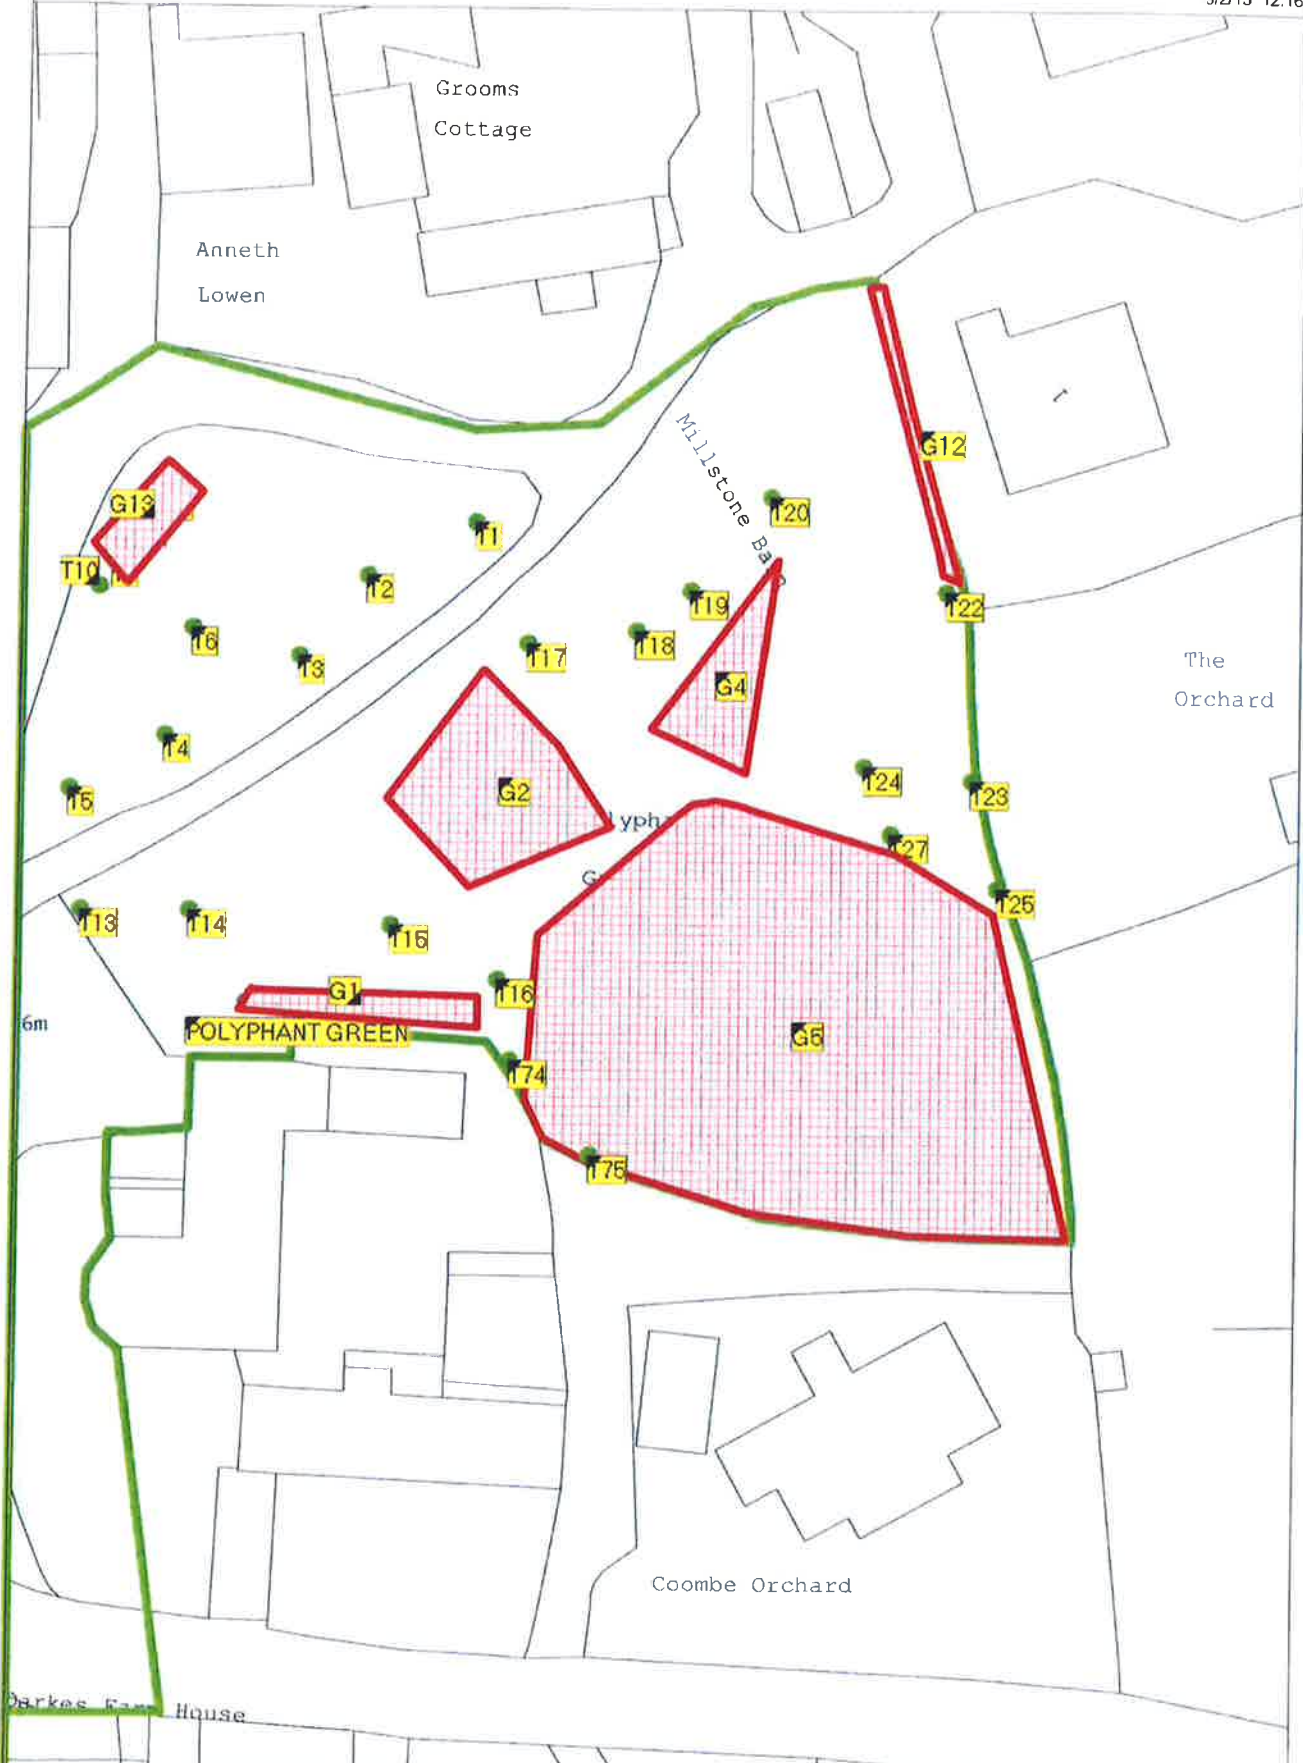 Grooms
Cottage
Anneth
Lowen
G12
1
G13
Millstone
T20
T1
T10
T2
T19
T22
T6
T18
T17
T3
The
G4
Orchard
T4
T24
T5
G2
T23
T27
T25
T13
T14
T15
G1
T16
6m
POLYPHANT GREEN
G5
T74
T75
Coombe Orchard
House